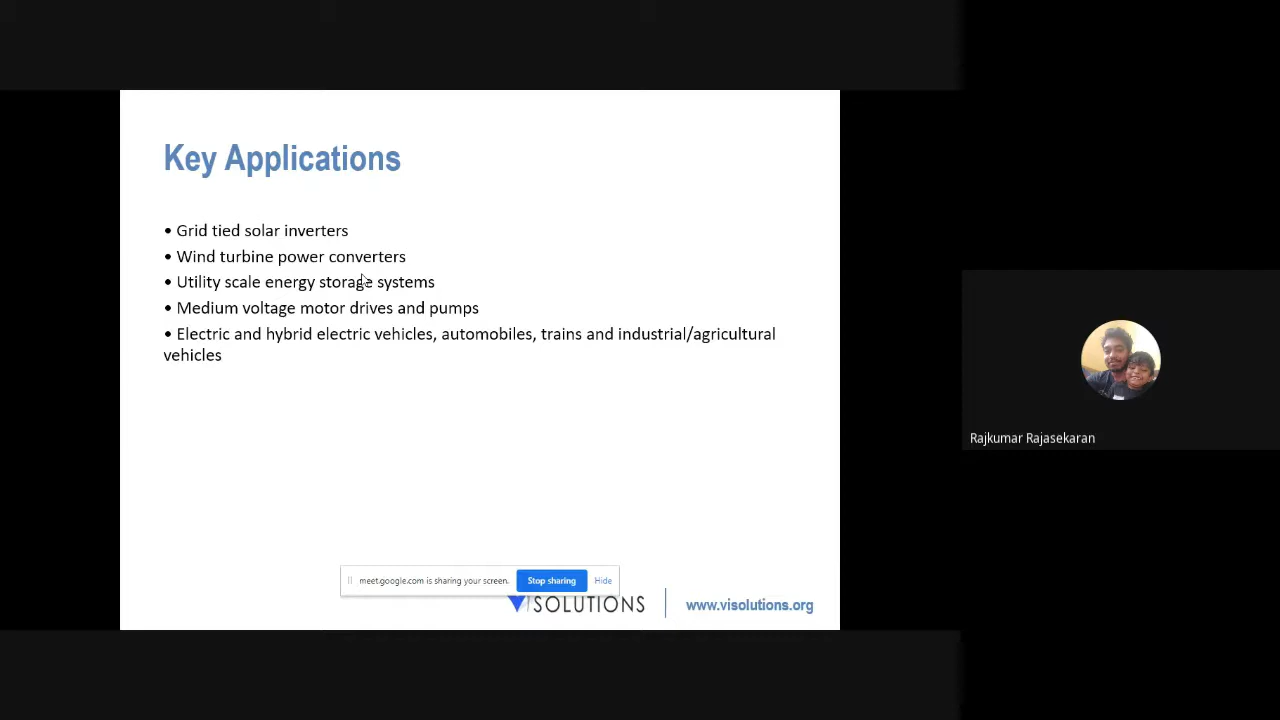 Key Applications
• Grid tied solar inverters
• Wind turbine power converters
• Utility scale energy storage systems
• Medium voltage motor drives and pumps
• Electric and hybrid electric vehicles, automobiles, trains and industrial/agricultural
vehicles
Rajkumar Rajasekaran
meet.google.com is sharing your screen.
Stop sharing
Hide
VISOLUTIONS
www.visolutions.org